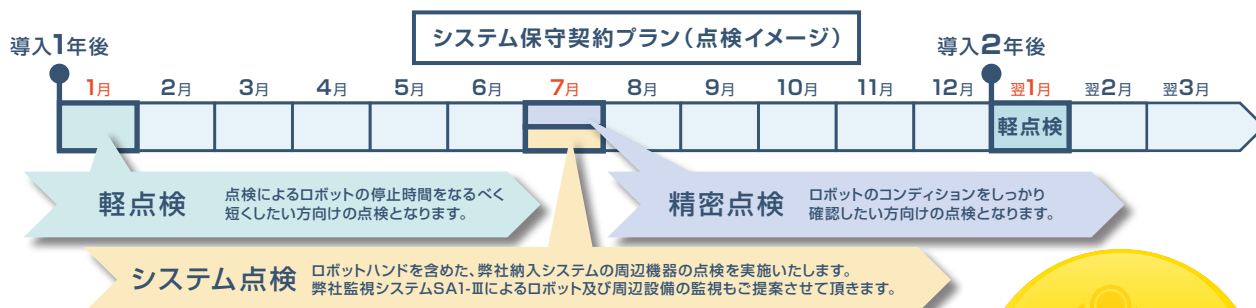 システム保守契約プラン（点検イメージ）
導入1年後
導入2年後
1月 2月 3月 4月 5月 6月 7月 8月 9月 10月 11月 12月 翌1月 翌2月 翌3月
軽点検
軽点検
点検によるロボットの停止時間をなるべく
短くしたい方向けの点検となります。
精密点検
ロボットのコンディションをしっかり
確認したい方向けの点検となります。
システム点検
ロボットハンドを含めた、弊社納入システムの周辺機器の点検を実施いたします。
弊社監視システムSA1-Ⅲによるロボット及び周辺設備の監視もご提案させて頂きます。